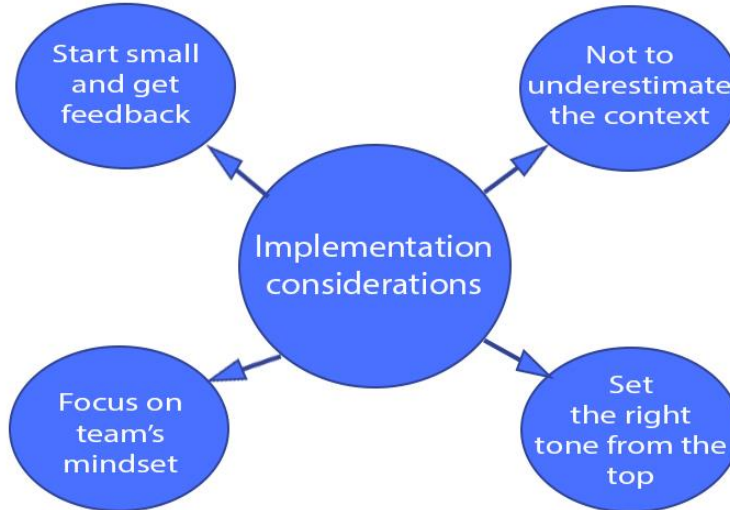 Start small
and get
feedback
Not to
underestimate
the context
Implementation
considerations
Focus on
team's
mindset
Set
the right
tone from the
top